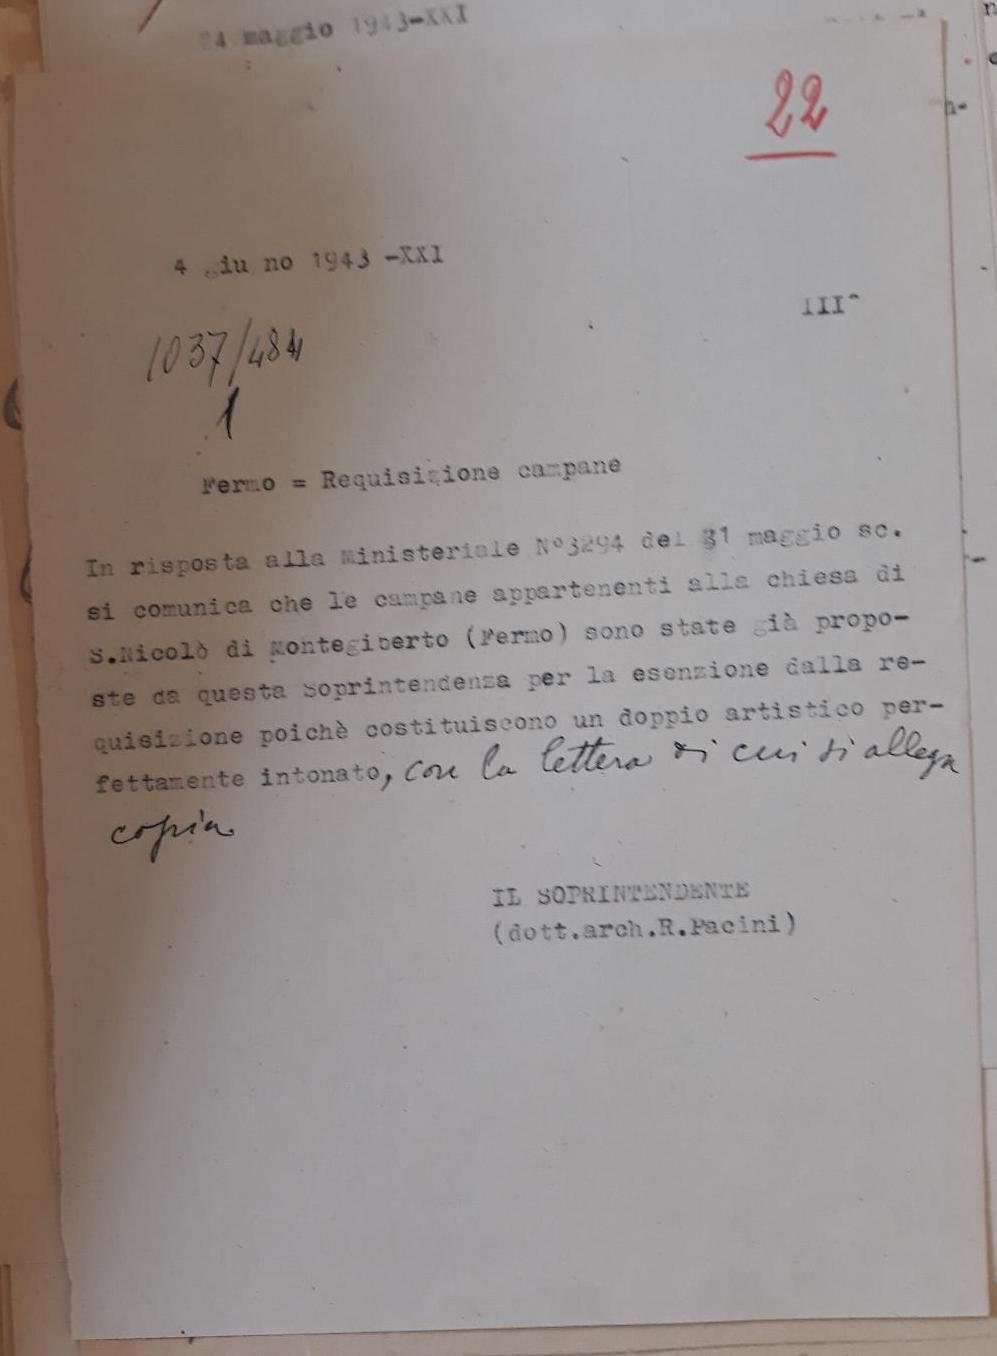 24 maggio 1943-XXI
22
4 giu no 1943 -XXI
III^
1037/484
1
Fermo = Requisizione campane
In risposta alla Ministeriale N°3294 del 31 maggio sc.
si comunica che le campane appartenenti alla chiesa di
S.Nicolò di Montegiberto (Fermo) sono state già propo-
ste da questa Soprintendenza per la esenzione dalla re-
quisizione poichè costituiscono un doppio artistico per-
fettamente intonato, con la lettera di cui si allega
copia
IL SOPRINTENDENTE
(dott.arch.R.Pacini)